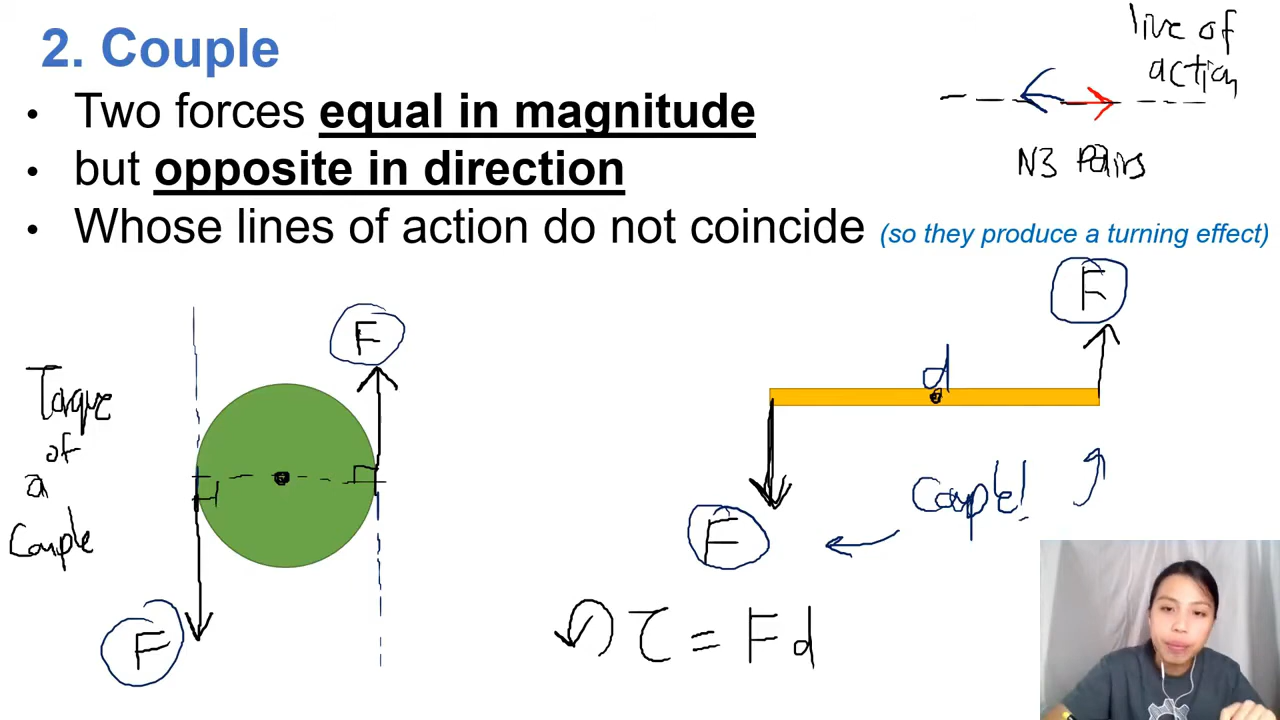 2. Couple
• Two forces equal in magnitude
• but opposite in direction
• Whose lines of action do not coincide (so they produce a turning effect)
line of
action
N3 Pairs
F
F
Torque
of
a
Couple
F
d
F
Couple!
τ = Fd